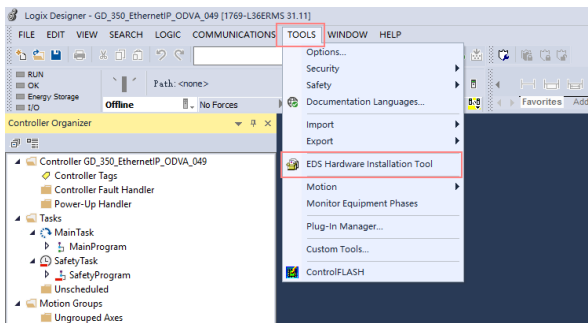 Logix Designer - GD_350_EthernetIP_ODVA_049 [1769-L36ERMS 31.11]
FILE EDIT VIEW SEARCH LOGIC COMMUNICATIONS TOOLS WINDOW HELP
RUN
OK
Energy Storage
I/O
Path: <none>
Offline
No Forces
Favorites
Add
Controller Organizer
Controller GD_350_EthernetIP_ODVA_049
Controller Tags
Controller Fault Handler
Power-Up Handler
Tasks
MainTask
MainProgram
SafetyTask
SafetyProgram
Unscheduled
Motion Groups
Ungrouped Axes
Options...
Security
Safety
Documentation Languages...
Import
Export
EDS Hardware Installation Tool
Motion
Monitor Equipment Phases
Plug-In Manager...
Custom Tools...
ControlFLASH